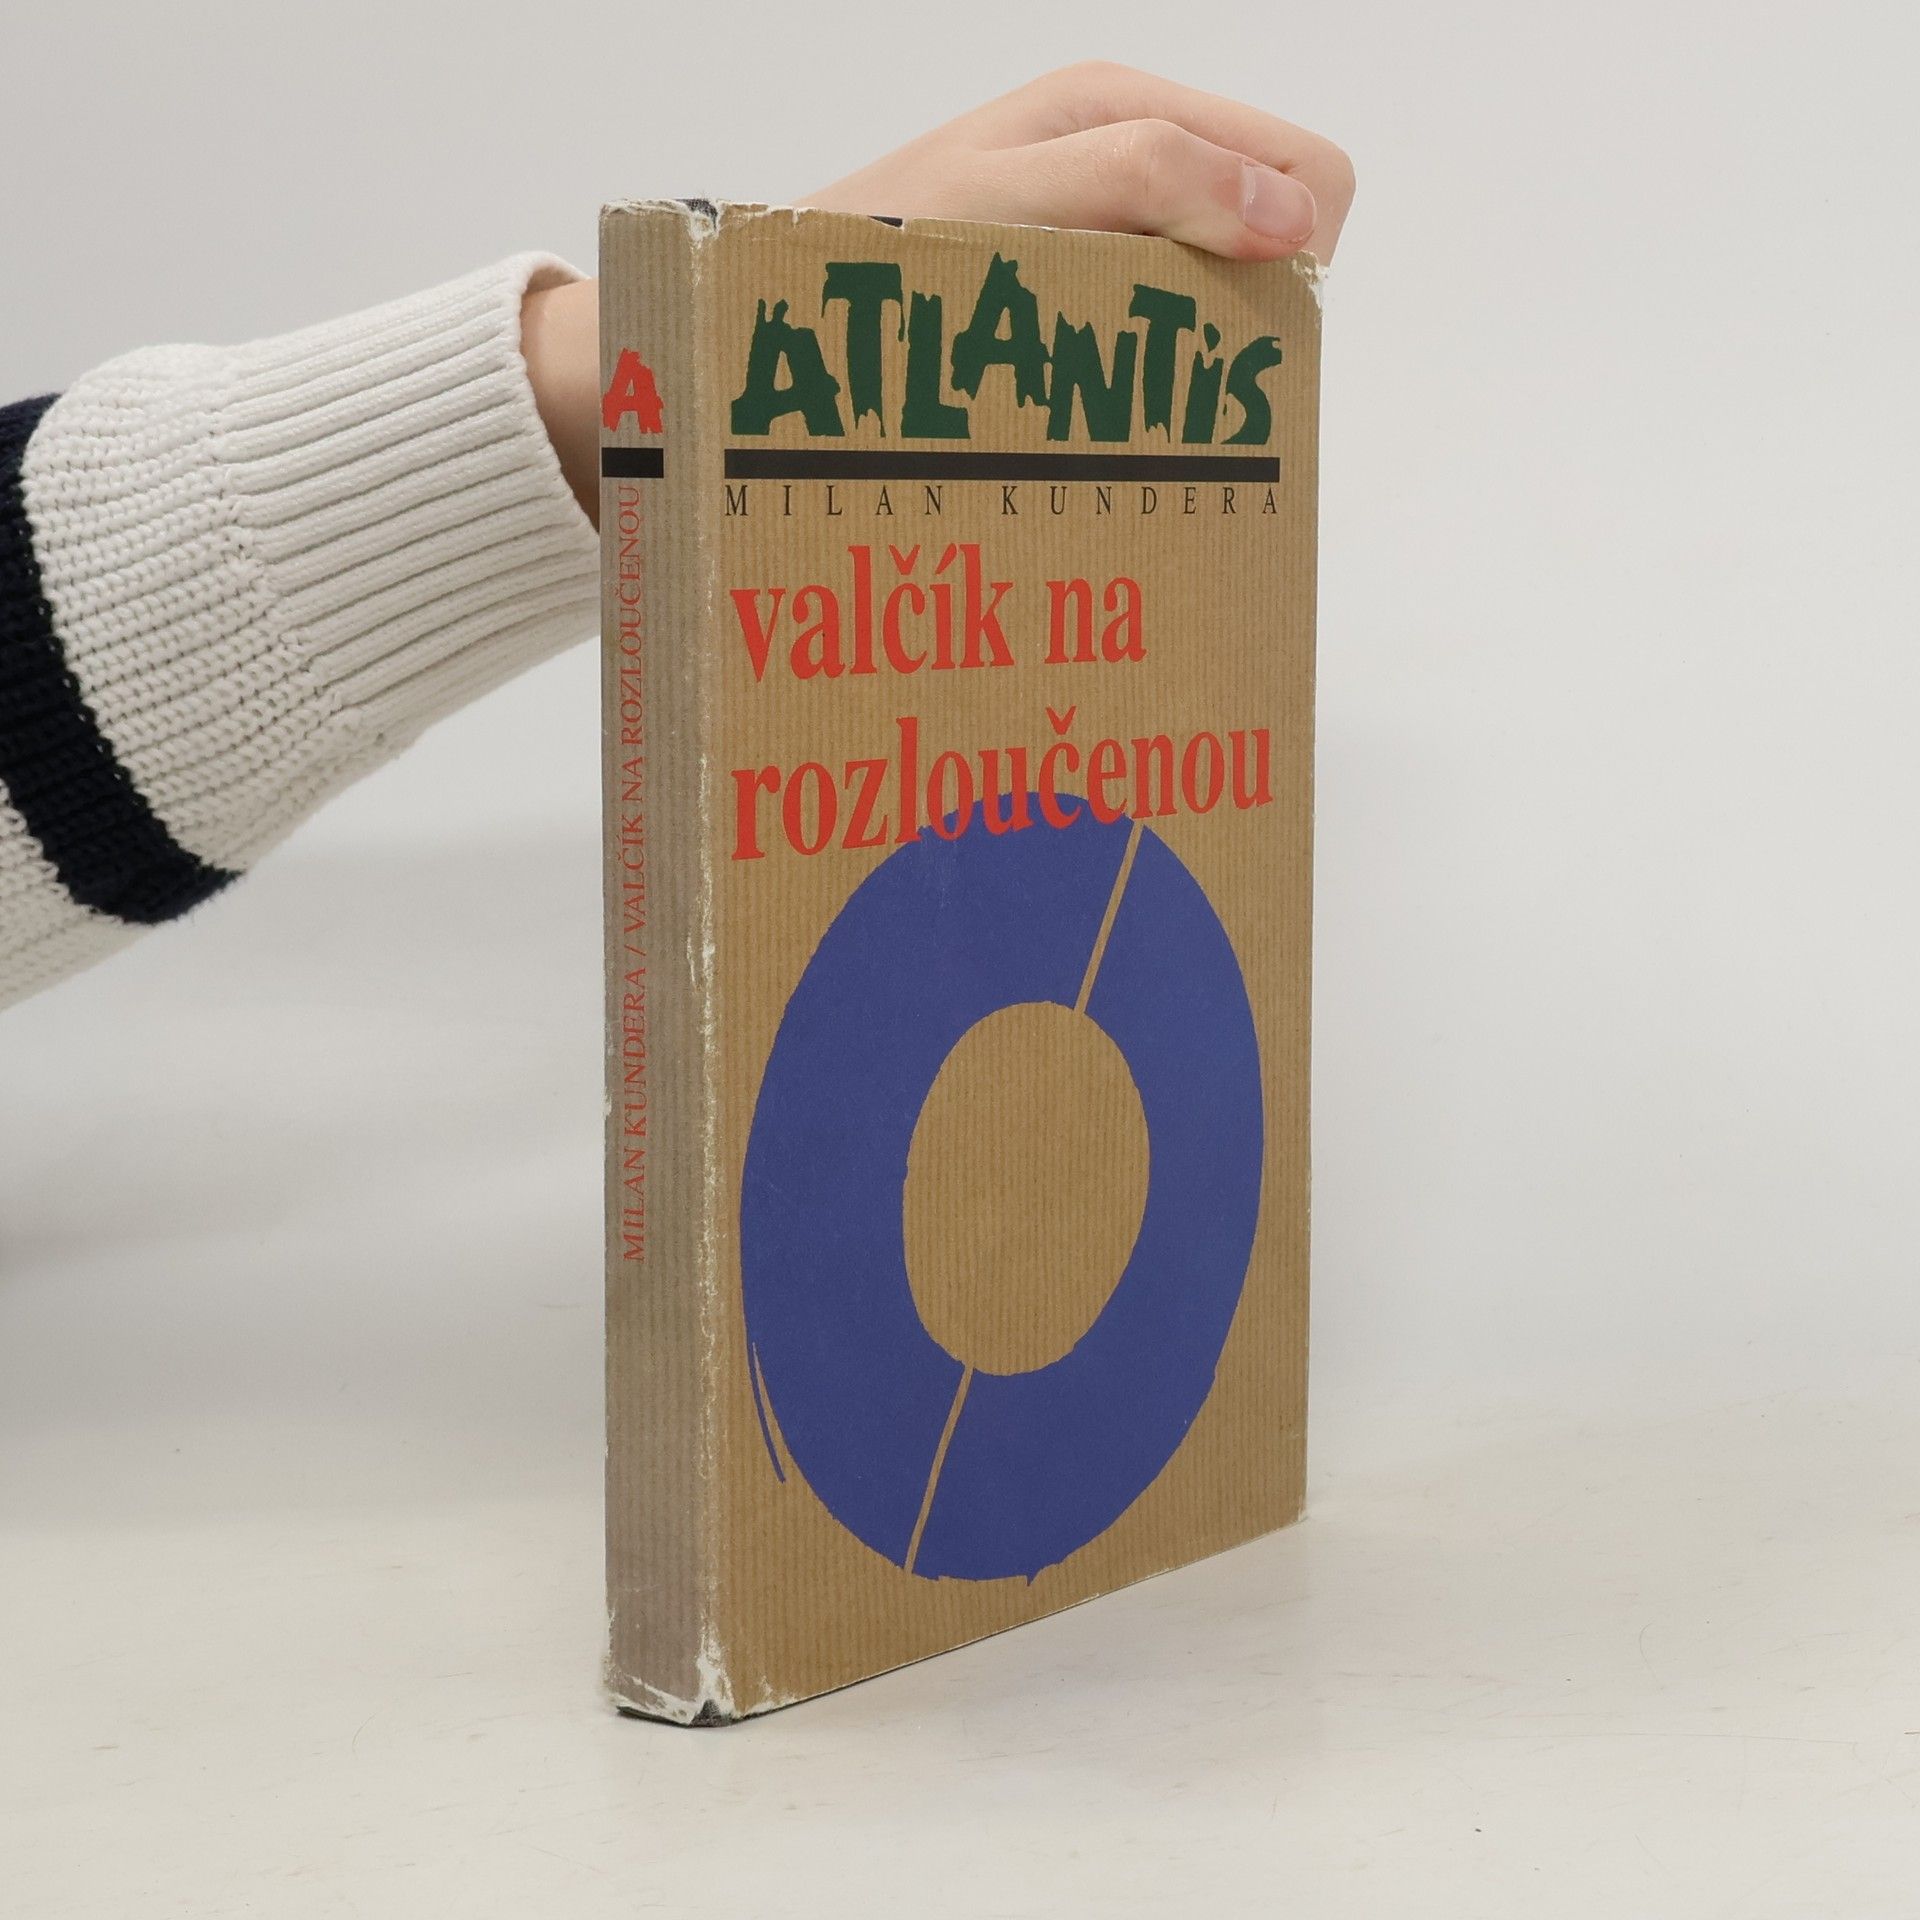 ATLANTIS
MILAN KUNDERA
valčík na
rozloučenou
A
MILAN KUNDERA / VALČÍK NA ROZLOUČENOU